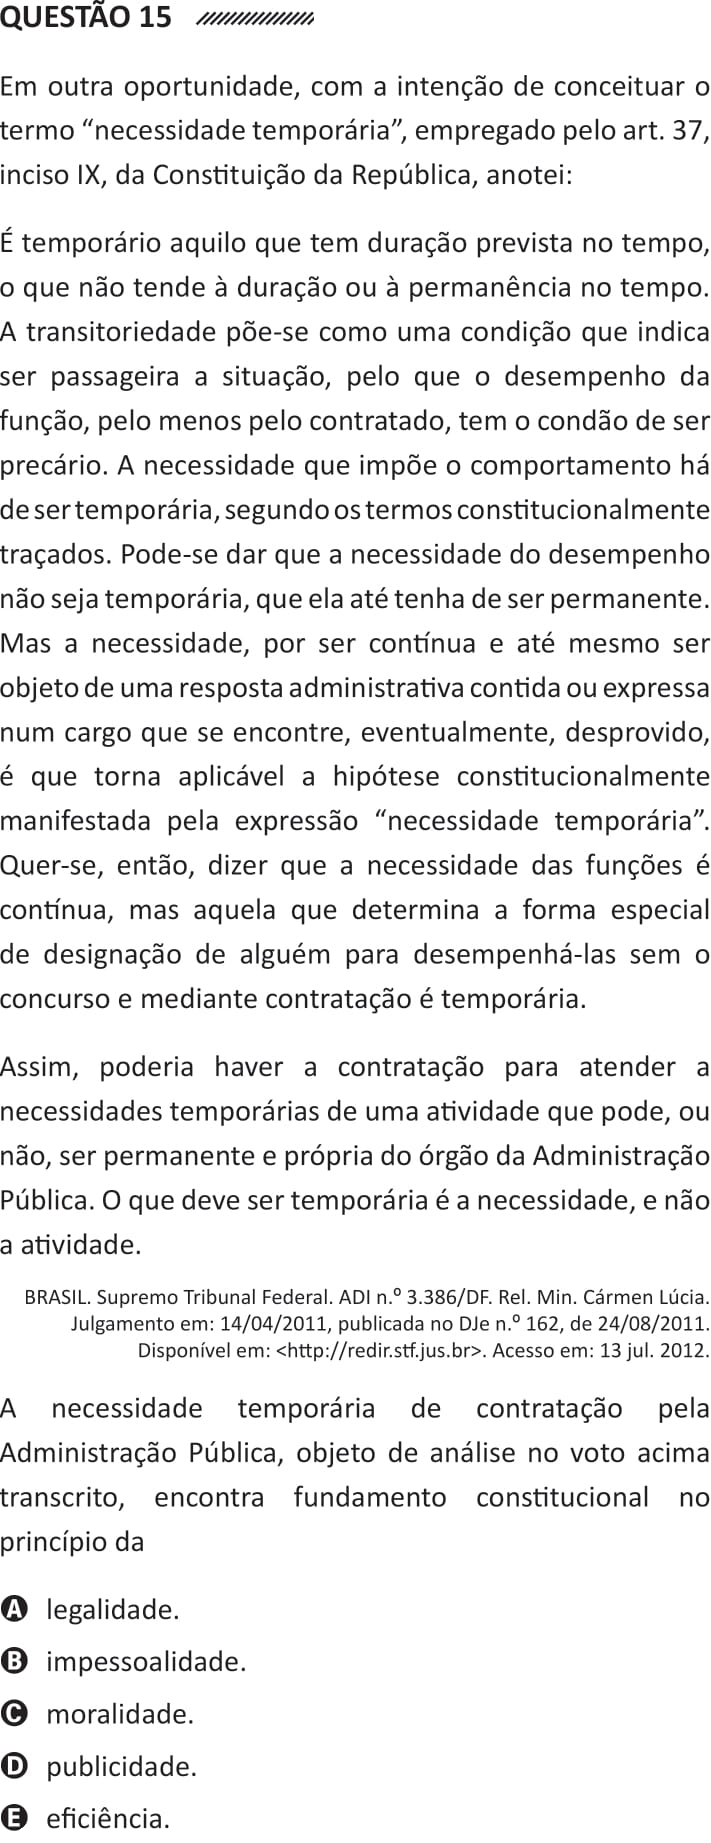 QUESTÃO 15
Em outra oportunidade, com a intenção de conceituar o
termo “necessidade temporária”, empregado pelo art. 37,
inciso IX, da Constituição da República, anotei:
É temporário aquilo que tem duração prevista no tempo,
o que não tende à duração ou à permanência no tempo.
A transitoriedade põe-se como uma condição que indica
ser passageira a situação, pelo que o desempenho da
função, pelo menos pelo contratado, tem o condão de ser
precário. A necessidade que impõe o comportamento há
de ser temporária, segundo os termos constitucionalmente
traçados. Pode-se dar que a necessidade do desempenho
não seja temporária, que ela até tenha de ser permanente.
Mas a necessidade, por ser contínua e até mesmo ser
objeto de uma resposta administrativa contida ou expressa
num cargo que se encontre, eventualmente, desprovido,
é que torna aplicável a hipótese constitucionalmente
manifestada pela expressão “necessidade temporária”.
Quer-se, então, dizer que a necessidade das funções é
contínua, mas aquela que determina a forma especial
de designação de alguém para desempenhá-las sem o
concurso e mediante contratação é temporária.
Assim, poderia haver a contratação para atender a
necessidades temporárias de uma atividade que pode, ou
não, ser permanente e própria do órgão da Administração
Pública. O que deve ser temporária é a necessidade, e não
a atividade.
BRASIL. Supremo Tribunal Federal. ADI n.º 3.386/DF. Rel. Min. Cármen Lúcia.
Julgamento em: 14/04/2011, publicada no DJe n.º 162, de 24/08/2011.
Disponível em: <http://redir.stf.jus.br>. Acesso em: 13 jul. 2012.
A necessidade temporária de contratação pela
Administração Pública, objeto de análise no voto acima
transcrito, encontra fundamento constitucional no
princípio da
A legalidade.
B impessoalidade.
C moralidade.
D publicidade.
E eficiência.